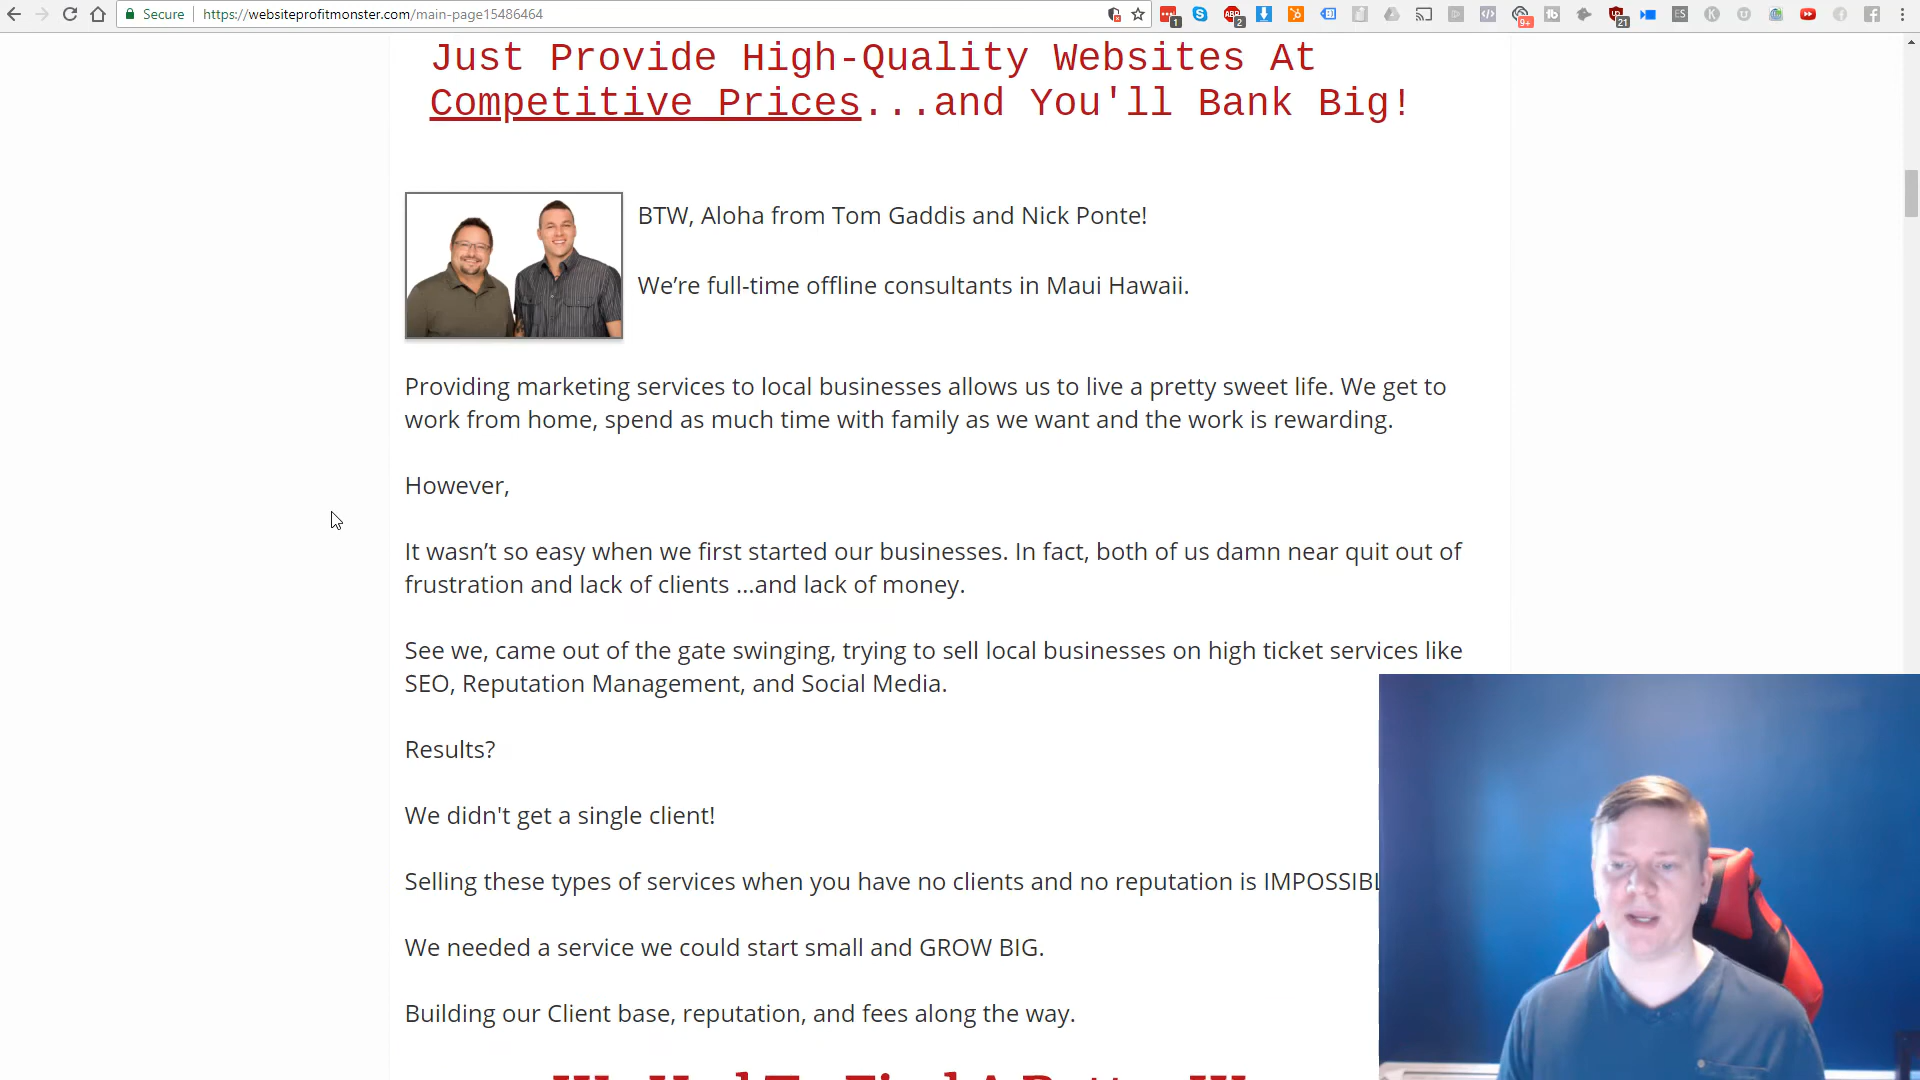 Secure
https://websiteprofitmonster.com/main-page15486464
Just Provide High-Quality Websites At
Competitive Prices...and You'll Bank Big!
BTW, Aloha from Tom Gaddis and Nick Ponte!
We’re full-time offline consultants in Maui Hawaii.
Providing marketing services to local businesses allows us to live a pretty sweet life. We get to
work from home, spend as much time with family as we want and the work is rewarding.
However,
It wasn’t so easy when we first started our businesses. In fact, both of us damn near quit out of
frustration and lack of clients ...and lack of money.
See we, came out of the gate swinging, trying to sell local businesses on high ticket services like
SEO, Reputation Management, and Social Media.
Results?
We didn't get a single client!
Selling these types of services when you have no clients and no reputation is IMPOSSIBL
We needed a service we could start small and GROW BIG.
Building our Client base, reputation, and fees along the way.